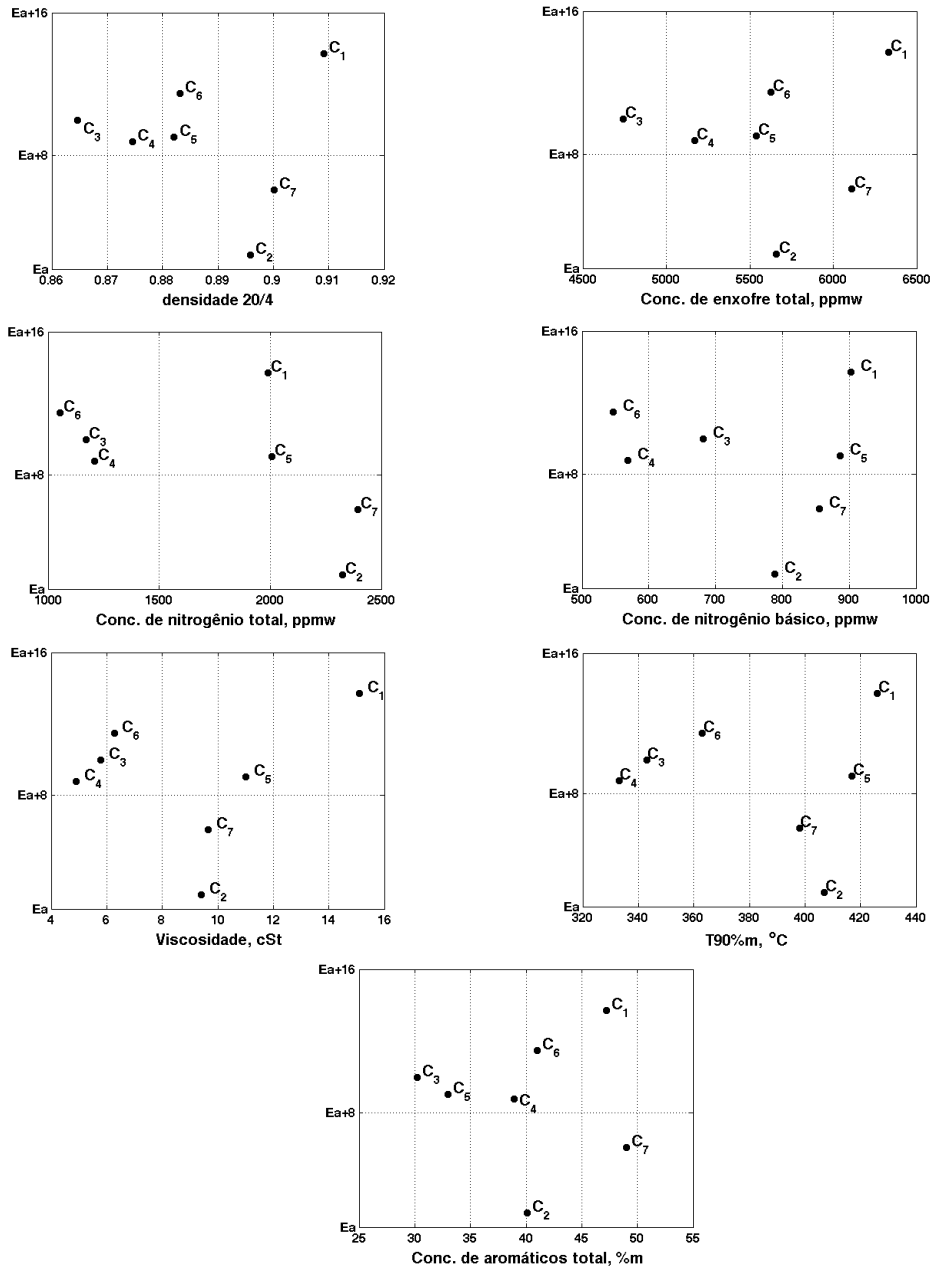 Ea+16
C1
C6
C3
C4
C5
Ea+8
C7
C2
Ea
0.86 0.87 0.88 0.89 0.9 0.91 0.92
densidade 20/4
Ea+16
C1
C6
C3
C4
C5
Ea+8
C7
C2
Ea
4500 5000 5500 6000 6500
Conc. de enxofre total, ppmw
Ea+16
C1
C6
C3
C4
C5
Ea+8
C7
C2
Ea
1000 1500 2000 2500
Conc. de nitrogênio total, ppmw
Ea+16
C1
C6
C3
C4
C5
Ea+8
C7
C2
Ea
500 600 700 800 900 1000
Conc. de nitrogênio básico, ppmw
Ea+16
C1
C6
C3
C4
C5
Ea+8
C7
C2
Ea
4 6 8 10 12 14 16
Viscosidade, cSt
Ea+16
C1
C6
C3
C4
C5
Ea+8
C7
C2
Ea
320 340 360 380 400 420 440
T90%m, °C
Ea+16
C1
C6
C3
C5
C4
Ea+8
C7
C2
Ea
25 30 35 40 45 50 55
Conc. de aromáticos total, %m